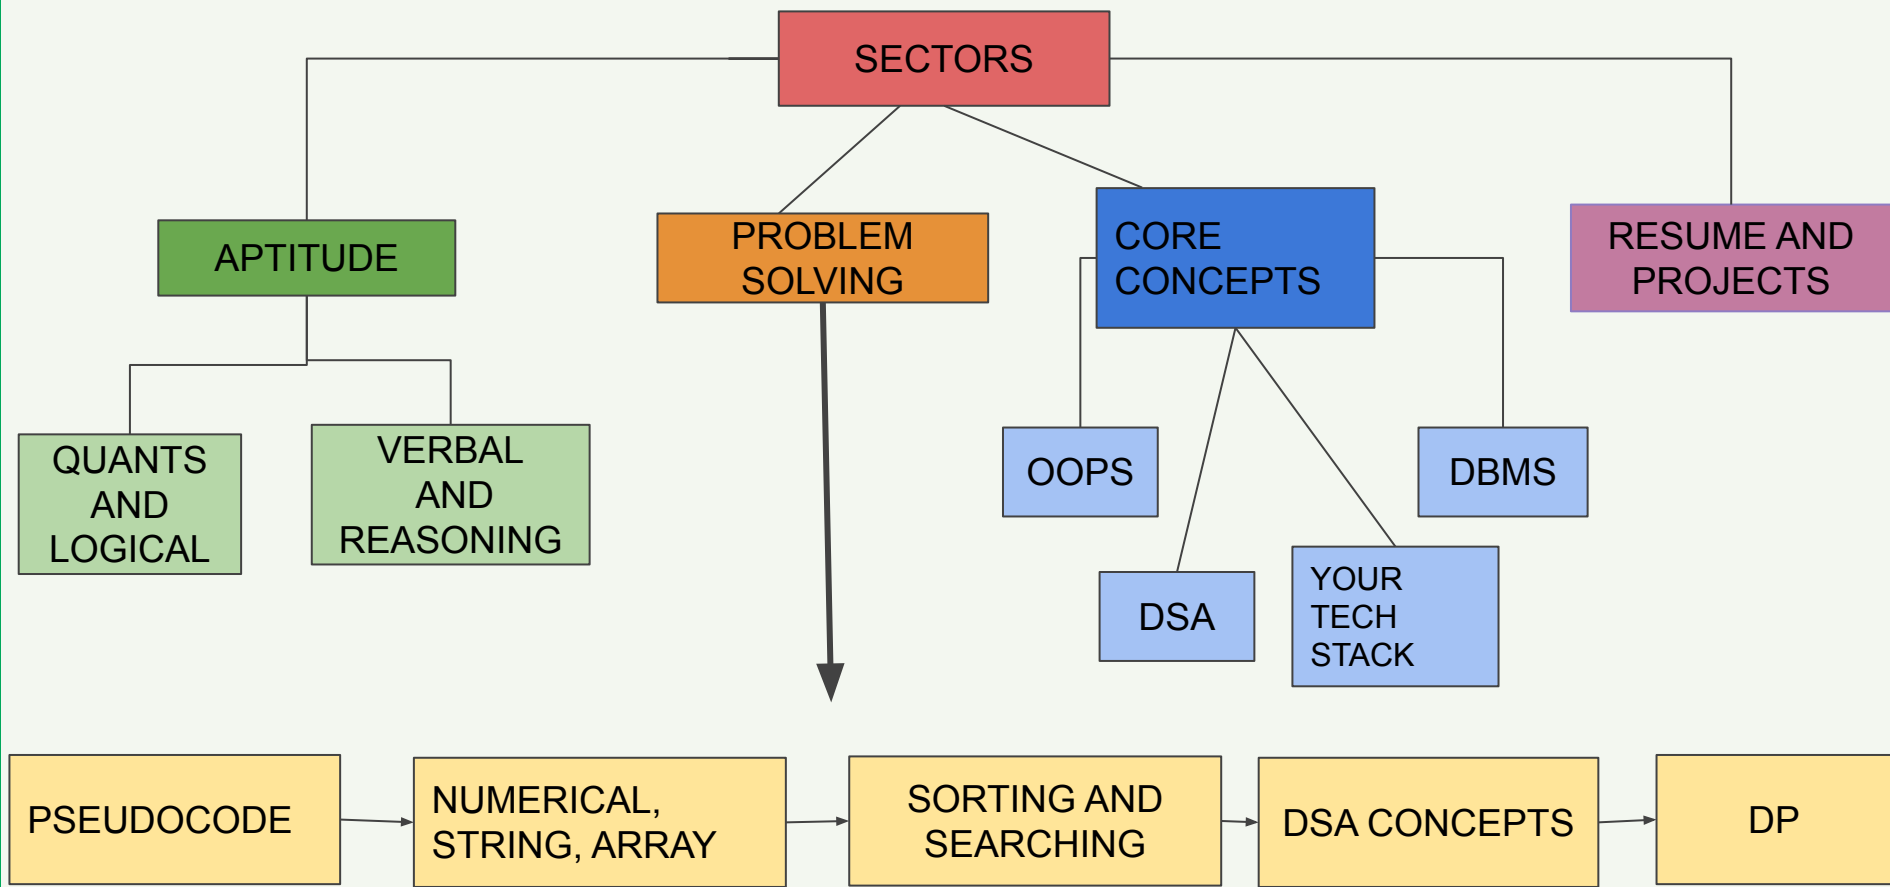 SECTORS
APTITUDE
PROBLEM
SOLVING
CORE
CONCEPTS
RESUME AND
PROJECTS
QUANTS
AND
LOGICAL
VERBAL
AND
REASONING
OOPS
DBMS
DSA
YOUR
TECH
STACK
PSEUDOCODE
NUMERICAL,
STRING, ARRAY
SORTING AND
SEARCHING
DSA CONCEPTS
DP